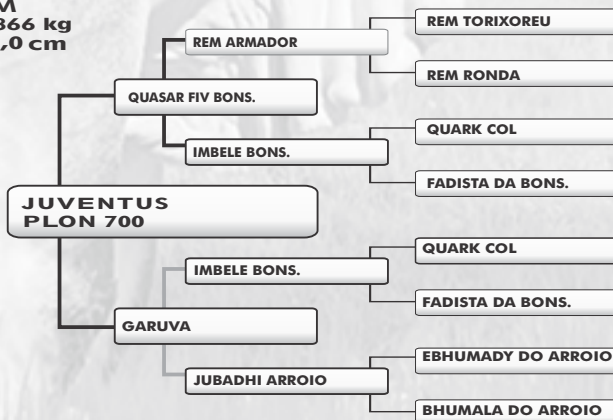 M
866 kg
,0 cm
REM TORIXOREU
REM ARMADOR
REM RONDA
QUASAR FIV BONS.
QUARK COL
IMBELE BONS.
FADISTA DA BONS.
JUVENTUS
PLON 700
QUARK COL
IMBELE BONS.
FADISTA DA BONS.
GARUVA
EBHUMADY DO ARROIO
JUBADHI ARROIO
BHUMALA DO ARROIO